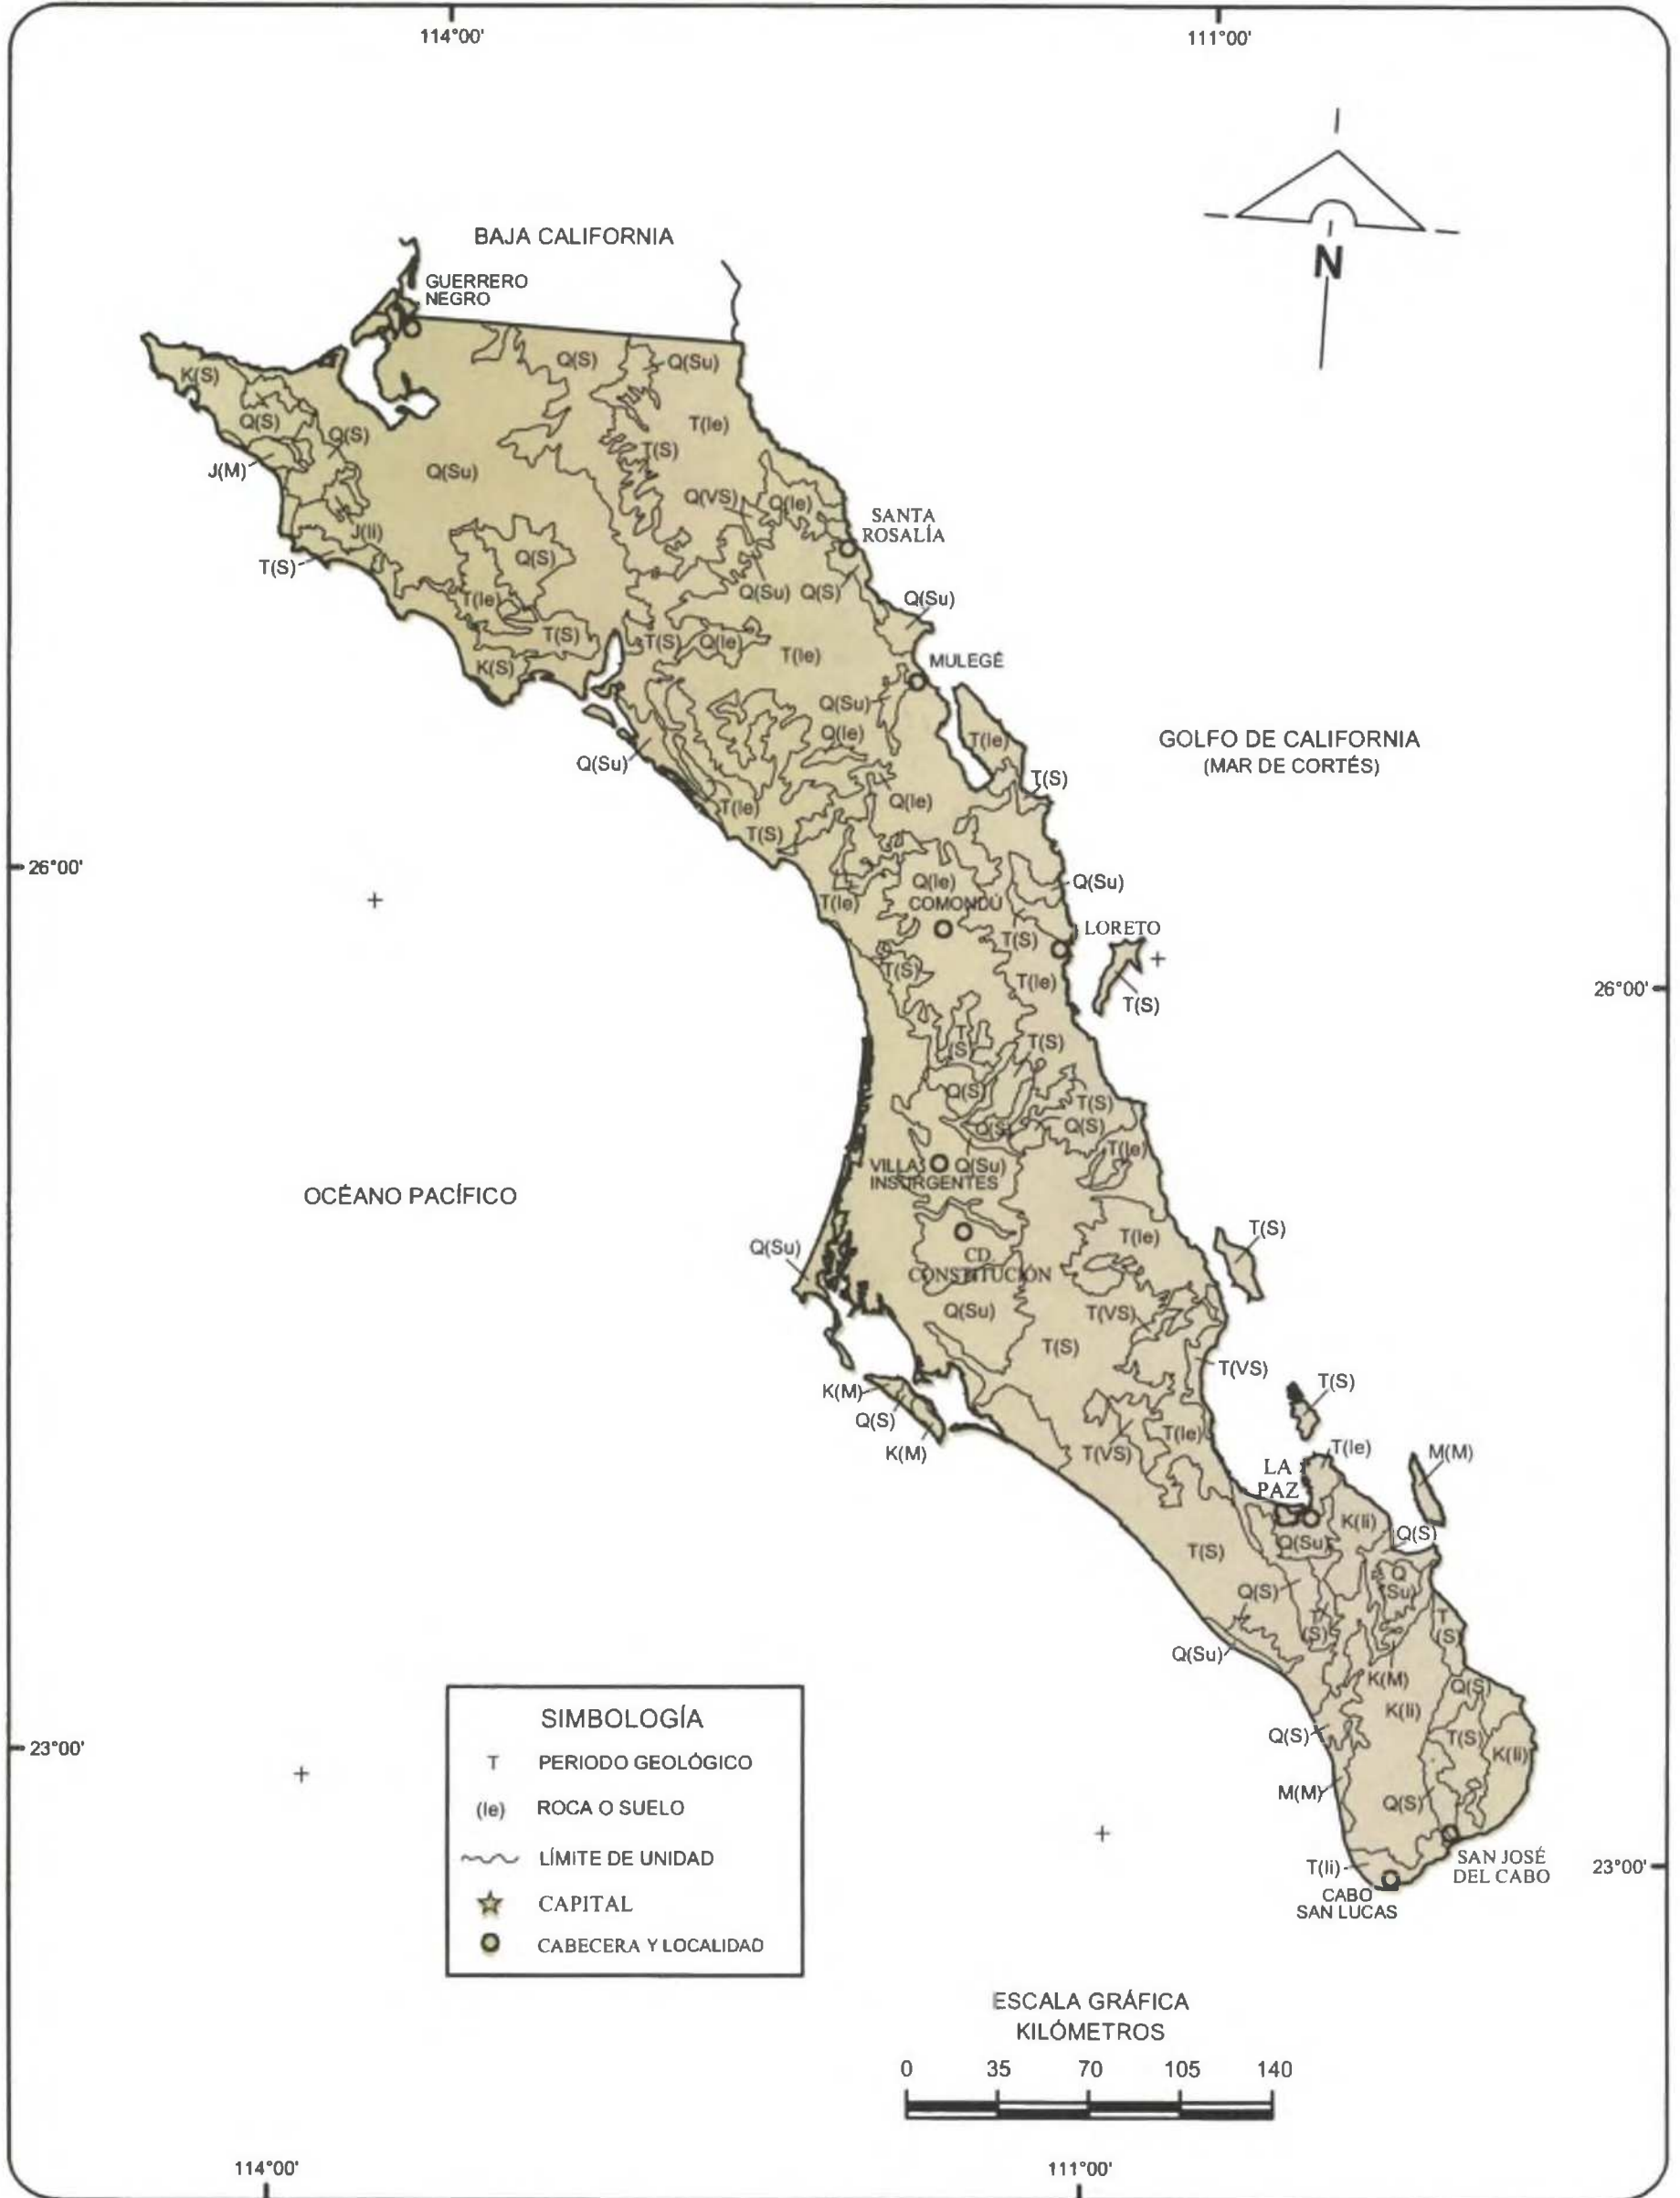 114°00'
111°00'
BAJA CALIFORNIA
GUERRERO
NEGRO
N
Q(S)
Q(Su)
K(S)
Q(S)
Q(S)
T(Ie)
T(S)
J(M)
Q(Su)
Q(VS)
Q(Ie)
SANTA
ROSALÍA
J(Ii)
Q(S)
T(S)
Q(Su)
Q(S)
Q(Su)
T(Ie)
T(S)
T(S)
Q(Ie)
T(Ie)
K(S)
MULEGÉ
Q(Su)
Q(Ie)
T(Ie)
GOLFO DE CALIFORNIA
(MAR DE CORTÉS)
Q(Su)
T(S)
T(Ie)
Q(Ie)
T(S)
26°00'
Q(Ie)
Q(Su)
T(Ie)
COMONDÚ
LORETO
T(S)
T(S)
T(Ie)
26°00'
T(S)
T
(S)
T(S)
Q(S)
T(S)
Q(S)
Q(S)
T(Ie)
VILLA
Q(Su)
INSURGENTES
OCÉANO PACÍFICO
T(S)
T(Ie)
Q(Su)
CD.
CONSTITUCIÓN
Q(Su)
T(VS)
T(S)
T(VS)
K(M)
T(S)
Q(S)
K(M)
T(VS)
T(Ie)
T(Ie)
M(M)
LA
PAZ
K(Ii)
Q(S)
Q(Su)
T(S)
Q
(Su)
Q(S)
T
(S)
T
(S)
Q(Su)
K(M)
Q(S)
K(Ii)
Q(S)
T(S)
K(Ii)
23°00'
M(M)
Q(S)
T(Ii)
SAN JOSÉ
DEL CABO
23°00'
CABO
SAN LUCAS
SIMBOLOGÍA
T PERIODO GEOLÓGICO
(Ie) ROCA O SUELO
LÍMITE DE UNIDAD
CAPITAL
CABECERA Y LOCALIDAD
ESCALA GRÁFICA
KILÓMETROS
0 35 70 105 140
114°00'
111°00'